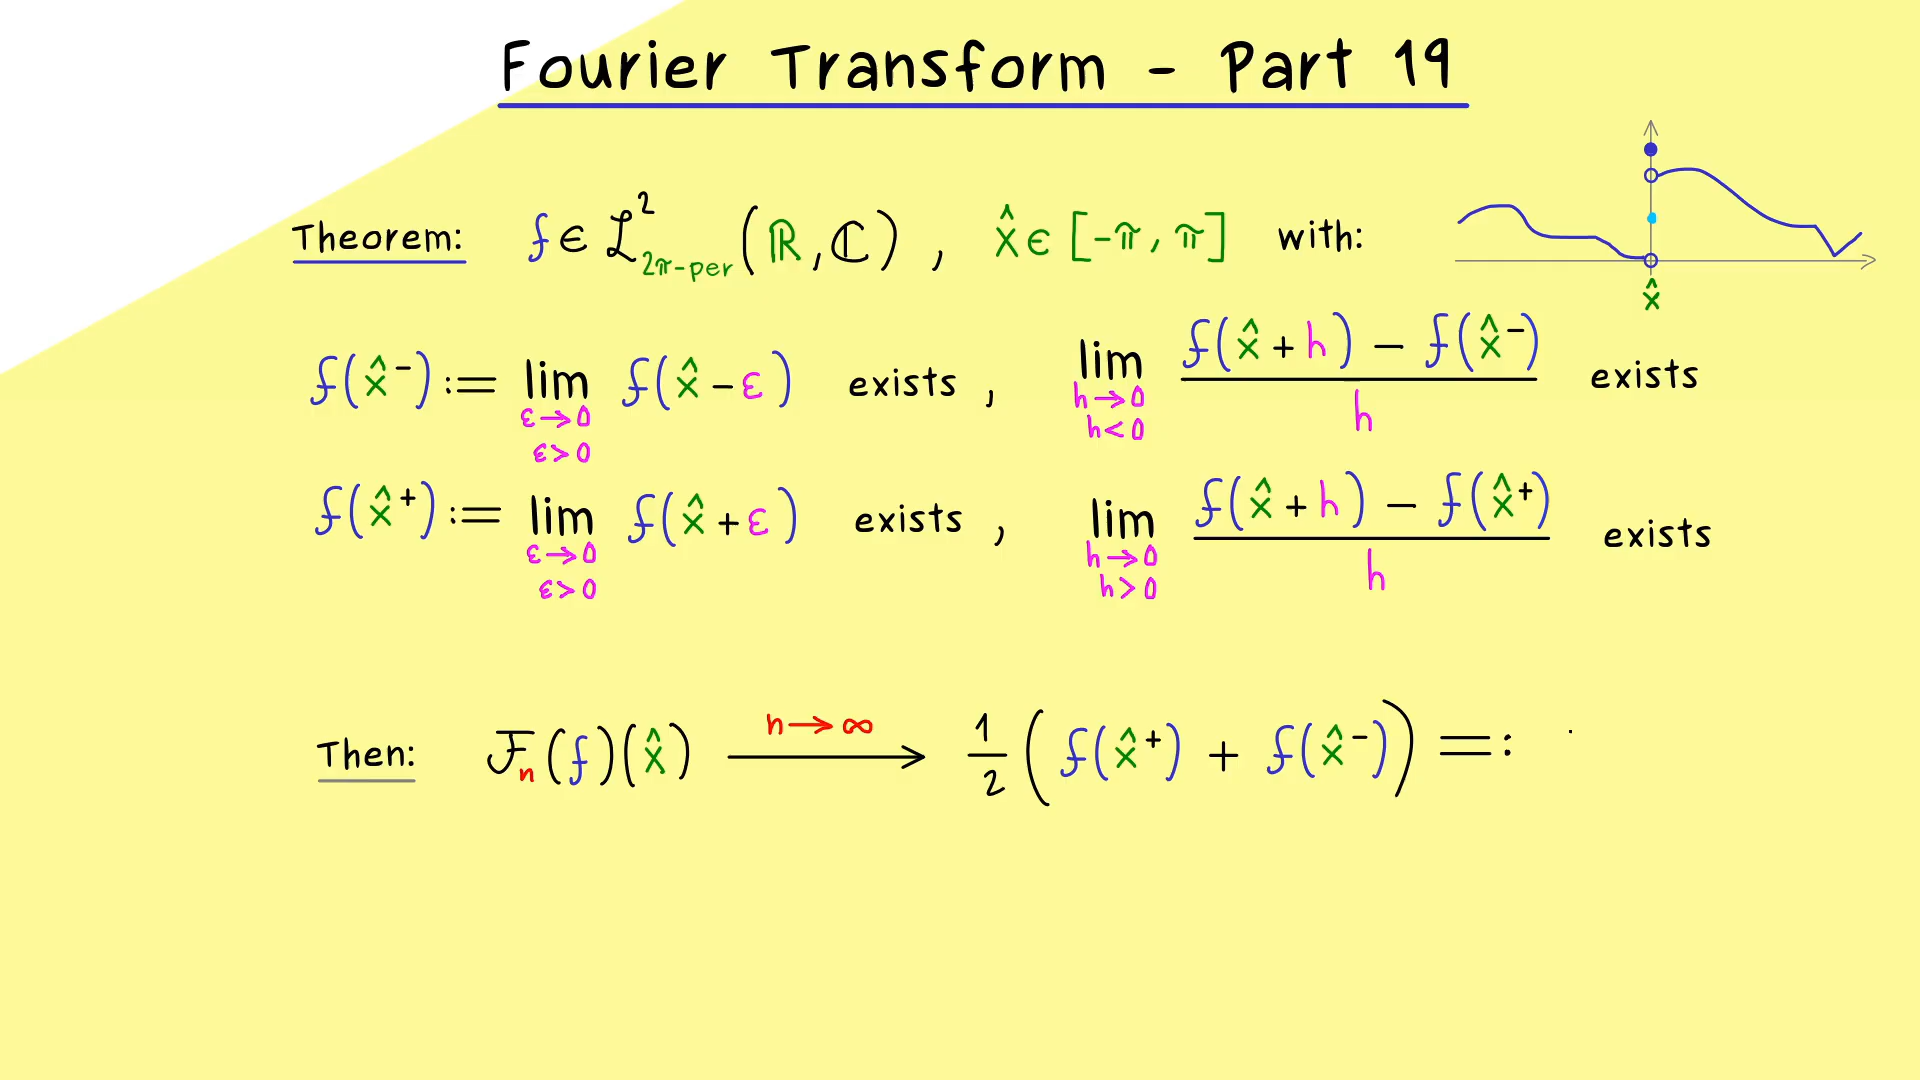 Fourier Transform - Part 19
Theorem: f ∈ ℒ²_{2π-per}(ℝ, ℂ), x̂ ∈ [-π, π] with:
x̂
f(x̂⁻) := lim_{ε→0, ε>0} f(x̂ - ε) exists, lim_{h→0, h<0} (f(x̂ + h) - f(x̂⁻))/h exists
f(x̂⁺) := lim_{ε→0, ε>0} f(x̂ + ε) exists, lim_{h→0, h>0} (f(x̂ + h) - f(x̂⁺))/h exists
Then: ℱ_n(f)(x̂) —n→∞→ 1/2 (f(x̂⁺) + f(x̂⁻)) =: